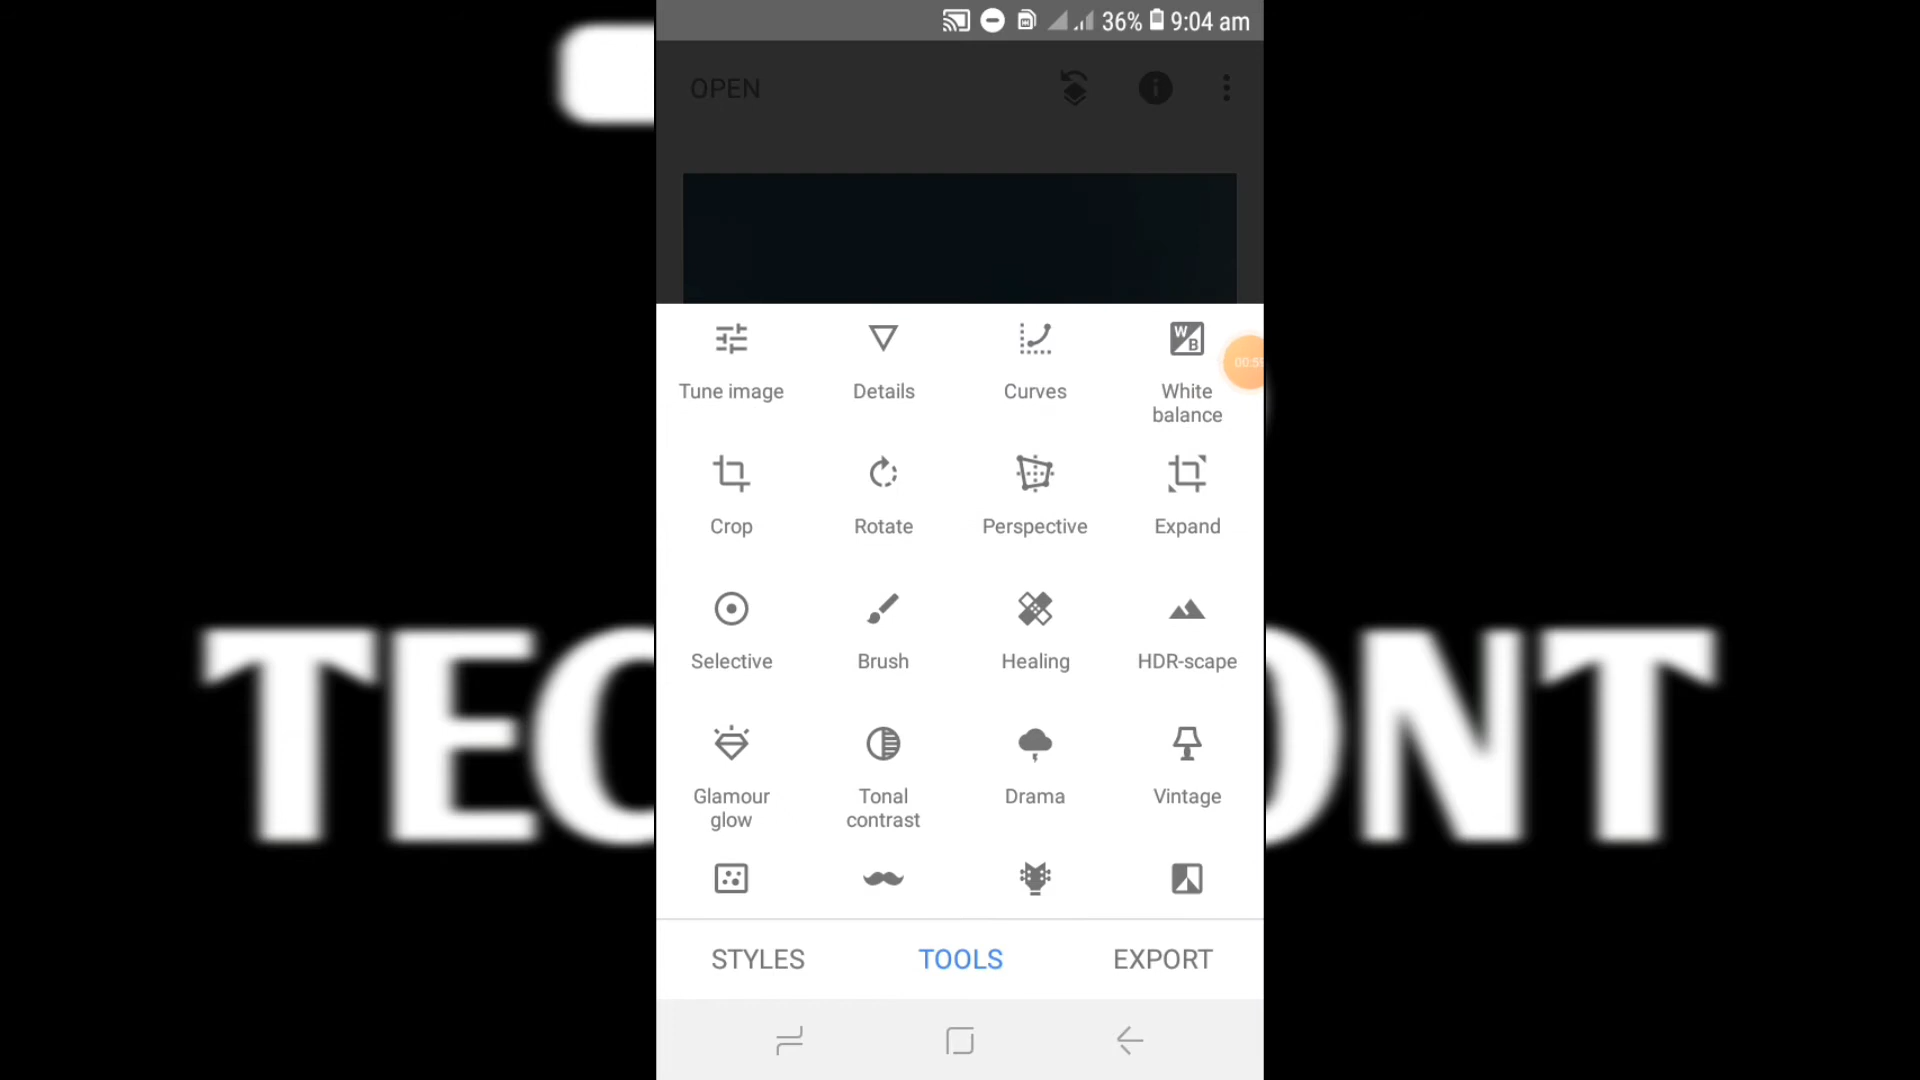 36% 9:04 am
OPEN
Tune image Details Curves White balance
Crop Rotate Perspective Expand
Selective Brush Healing HDR-scape
Glamour glow Tonal contrast Drama Vintage
STYLES TOOLS EXPORT
TEC ONT